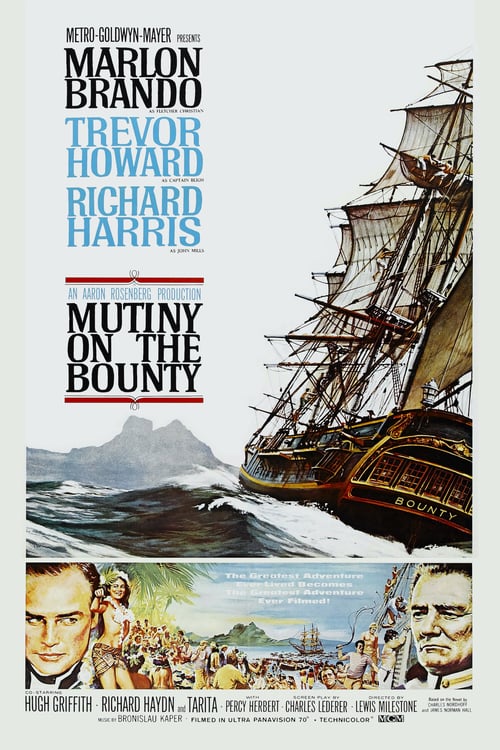 METRO-GOLDWYN-MAYER PRESENTS
MARLON
BRANDO
AS FLETCHER CHRISTIAN
TREVOR
HOWARD
AS CAPTAIN BLIGH
RICHARD
HARRIS
AS JOHN MILLS
AN AARON ROSENBERG PRODUCTION
MUTINY
ON THE
BOUNTY
BOUNTY
The Greatest Adventure
Ever Lived Becomes
The Greatest Adventure
Ever Filmed!
CO-STARRING
HUGH GRIFFITH • RICHARD HAYDN AND TARITA • WITH PERCY HERBERT • SCREEN PLAY BY CHARLES LEDERER • DIRECTED BY LEWIS MILESTONE
Based on the Novel by
CHARLES NORDHOFF
and JAMES NORMAN HALL
MUSIC BY BRONISLAU KAPER • FILMED IN ULTRA PANAVISION 70® • TECHNICOLOR® MGM